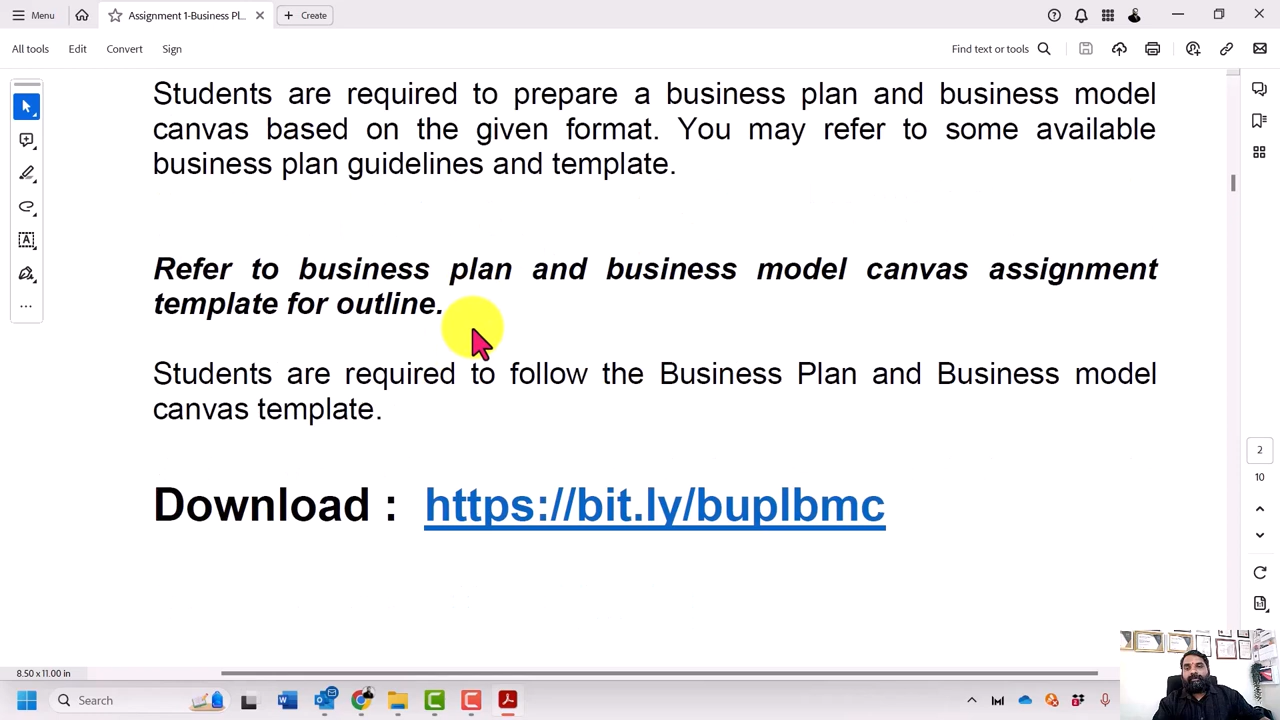 Menu
Assignment 1-Business Pl...
Create
All tools
Edit
Convert
Sign
Find text or tools
Students are required to prepare a business plan and business model
canvas based on the given format. You may refer to some available
business plan guidelines and template.
Refer to business plan and business model canvas assignment
template for outline.
Students are required to follow the Business Plan and Business model
canvas template.
Download : https://bit.ly/buplbmc
2
10
8.50 x 11.00 in
Search